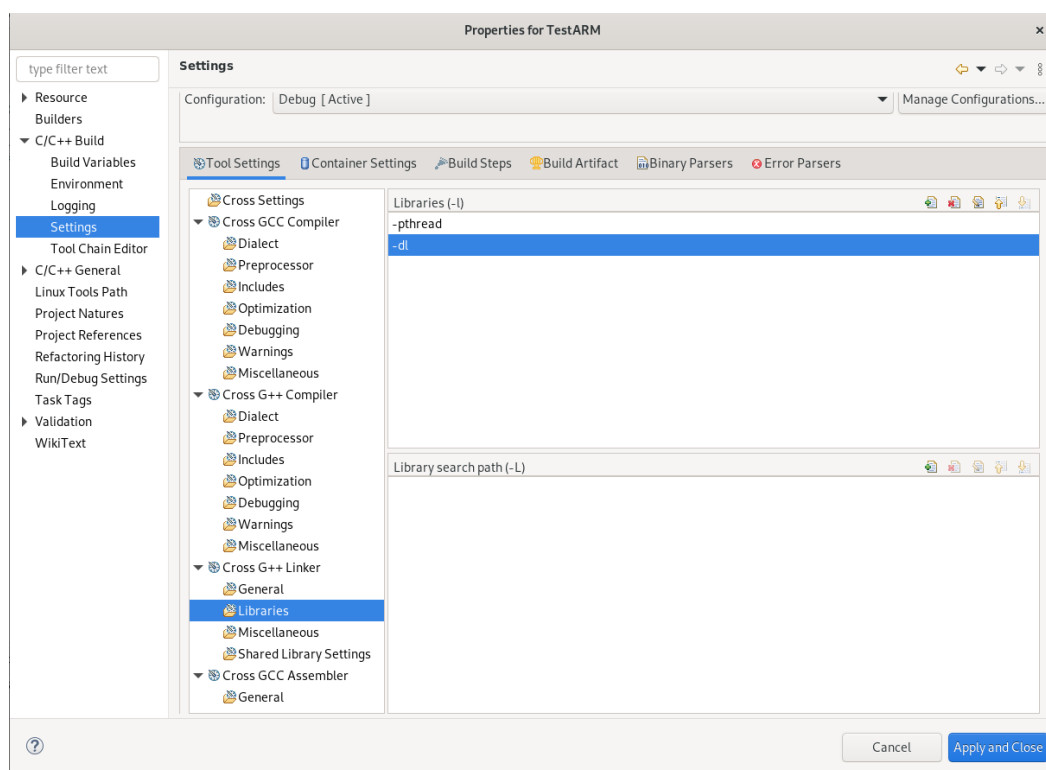 Properties for TestARM
×
type filter text
Resource
Builders
C/C++ Build
Build Variables
Environment
Logging
Settings
Tool Chain Editor
C/C++ General
Linux Tools Path
Project Natures
Project References
Refactoring History
Run/Debug Settings
Task Tags
Validation
WikiText
Settings
Configuration: Debug [ Active ]
Manage Configurations...
Tool Settings Container Settings Build Steps Build Artifact Binary Parsers Error Parsers
Cross Settings
Cross GCC Compiler
Dialect
Preprocessor
Includes
Optimization
Debugging
Warnings
Miscellaneous
Cross G++ Compiler
Dialect
Preprocessor
Includes
Optimization
Debugging
Warnings
Miscellaneous
Cross G++ Linker
General
Libraries
Miscellaneous
Shared Library Settings
Cross GCC Assembler
General
Libraries (-l)
-pthread
-dl
Library search path (-L)
?
Cancel
Apply and Close